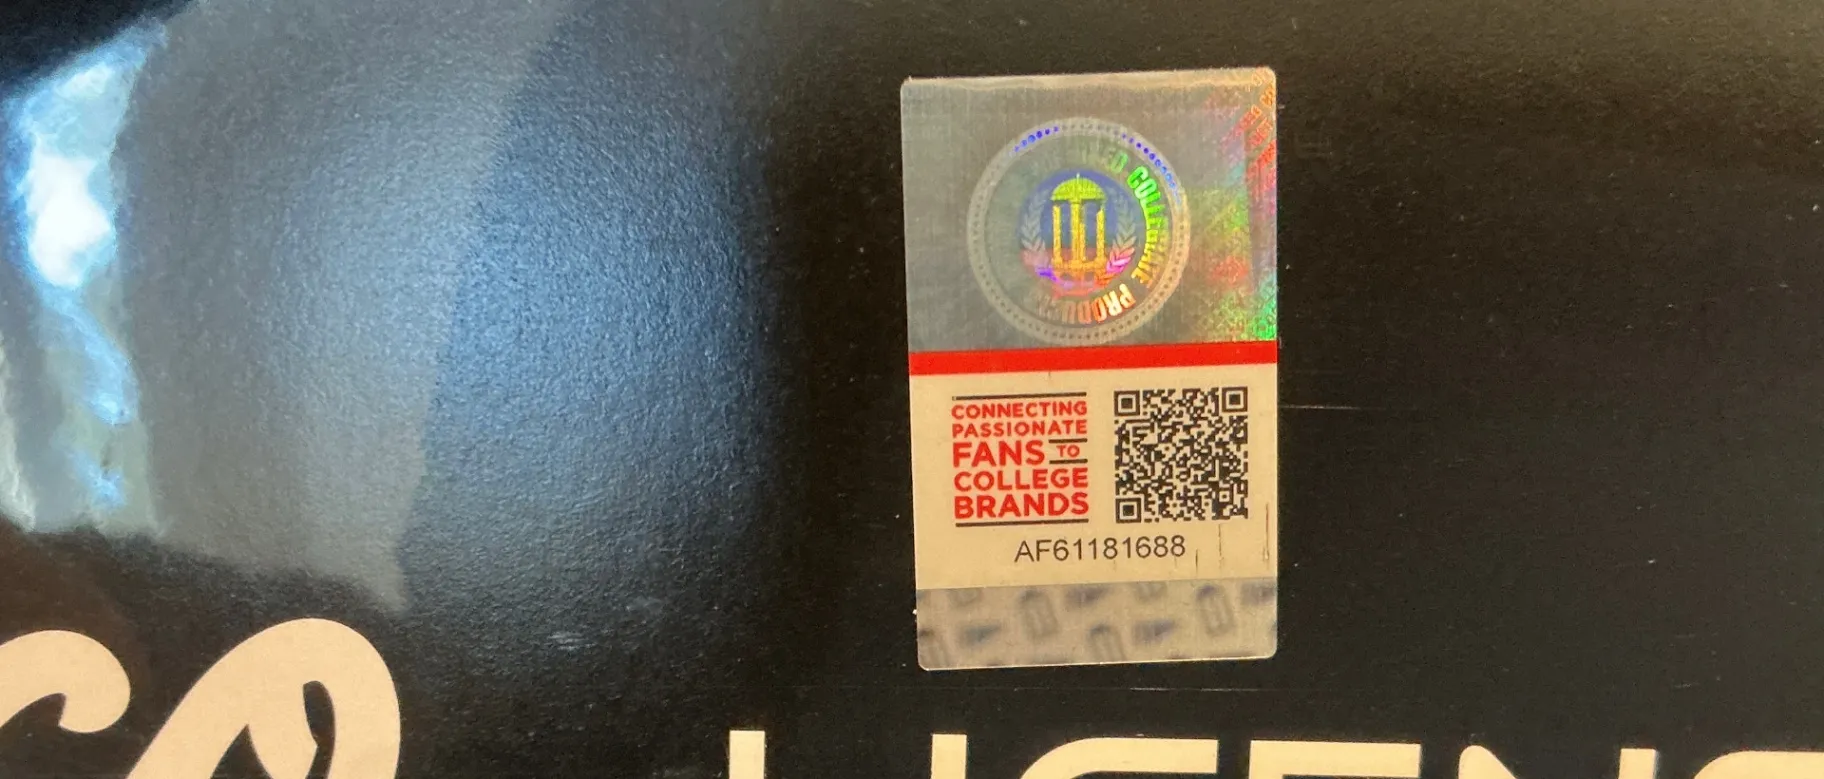 COLLEGIATE PRODUCTS
CONNECTING
PASSIONATE
FANS TO
COLLEGE
BRANDS
AF61181688